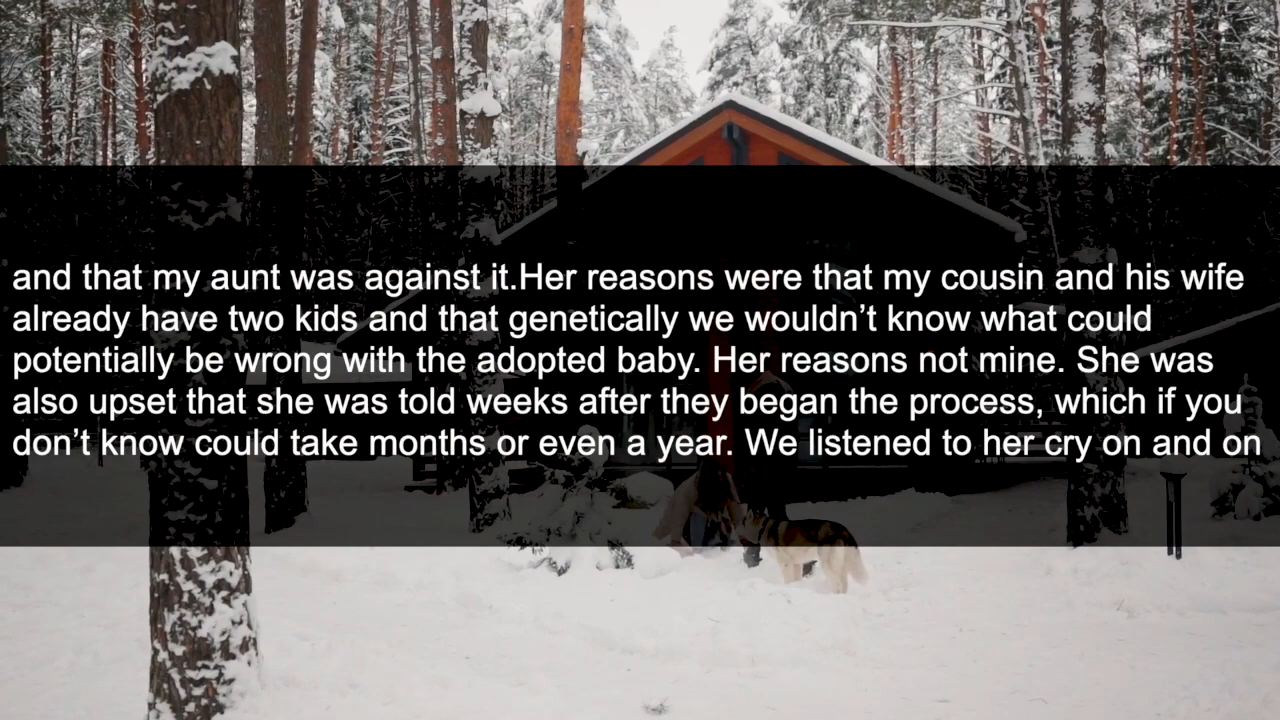 and that my aunt was against it.Her reasons were that my cousin and his wife
already have two kids and that genetically we wouldn’t know what could
potentially be wrong with the adopted baby. Her reasons not mine. She was
also upset that she was told weeks after they began the process, which if you
don’t know could take months or even a year. We listened to her cry on and on